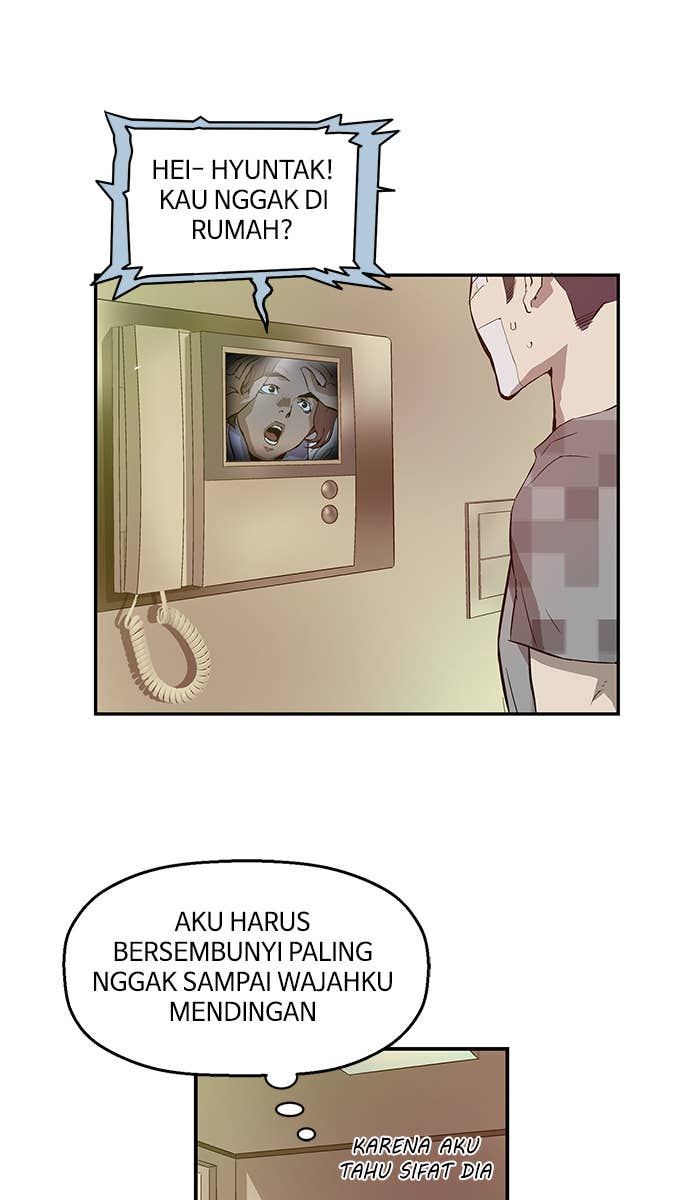 HEI- HYUNTAK!
KAU NGGAK DI
RUMAH?
AKU HARUS
BERSEMBUNYI PALING
NGGAK SAMPAI WAJAHKU
MENDINGAN
KARENA AKU
TAHU SIFAT DIA